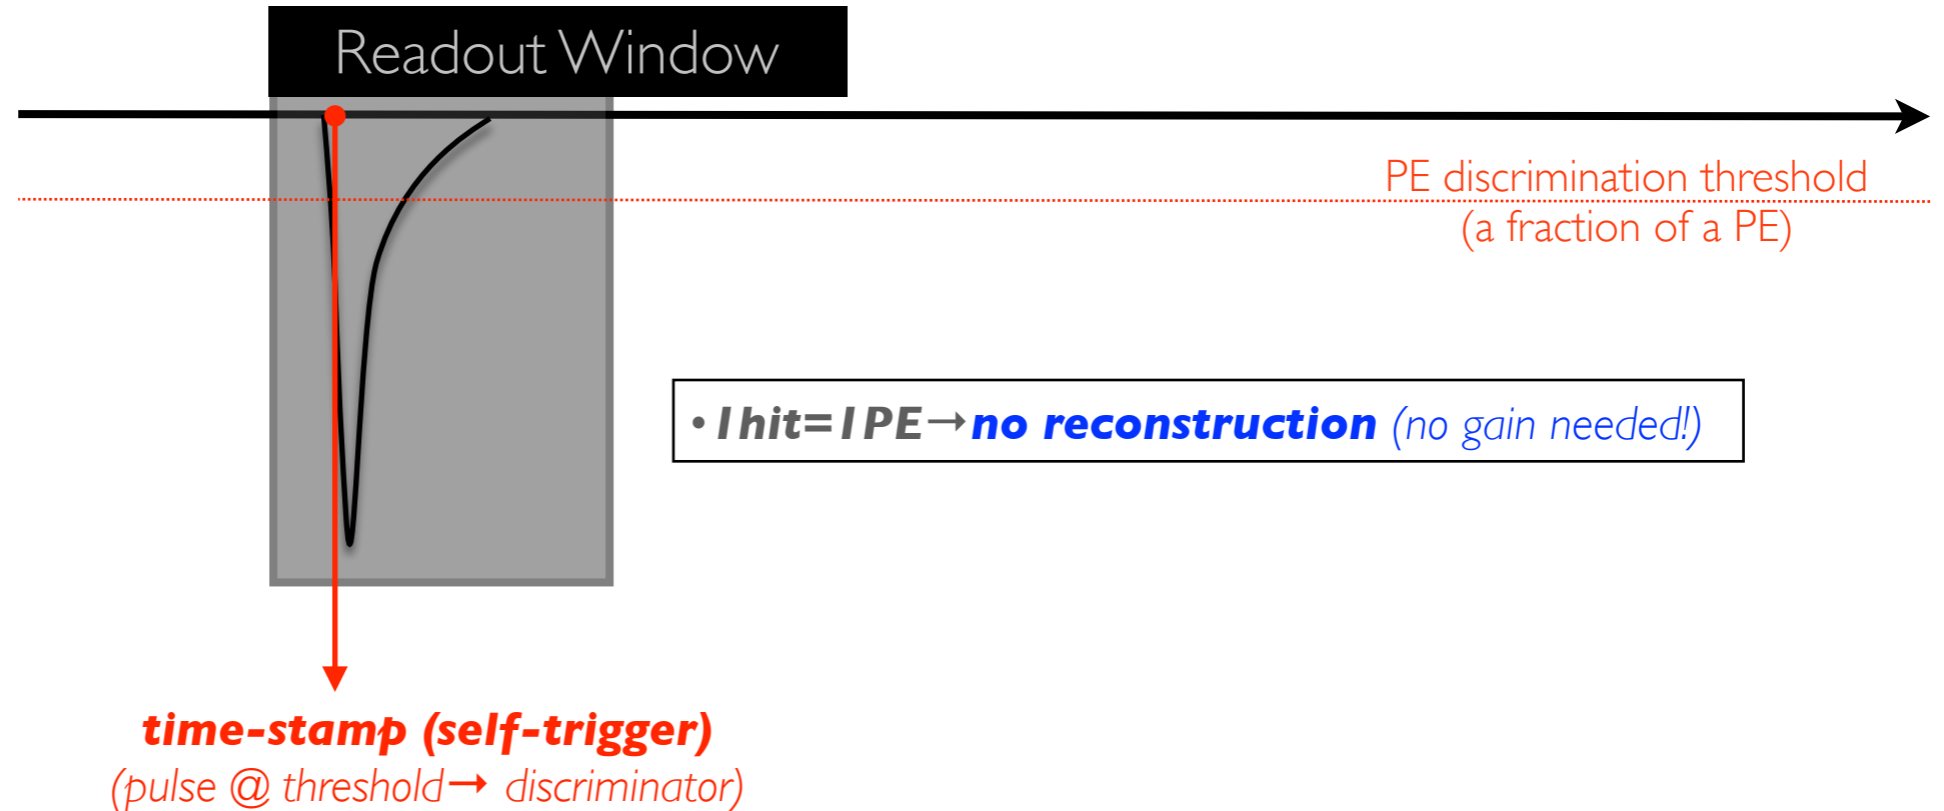 Readout Window
PE discrimination threshold
(a fraction of a PE)
• 1hit=1PE→no reconstruction (no gain needed!)
time-stamp (self-trigger)
(pulse @ threshold→ discriminator)